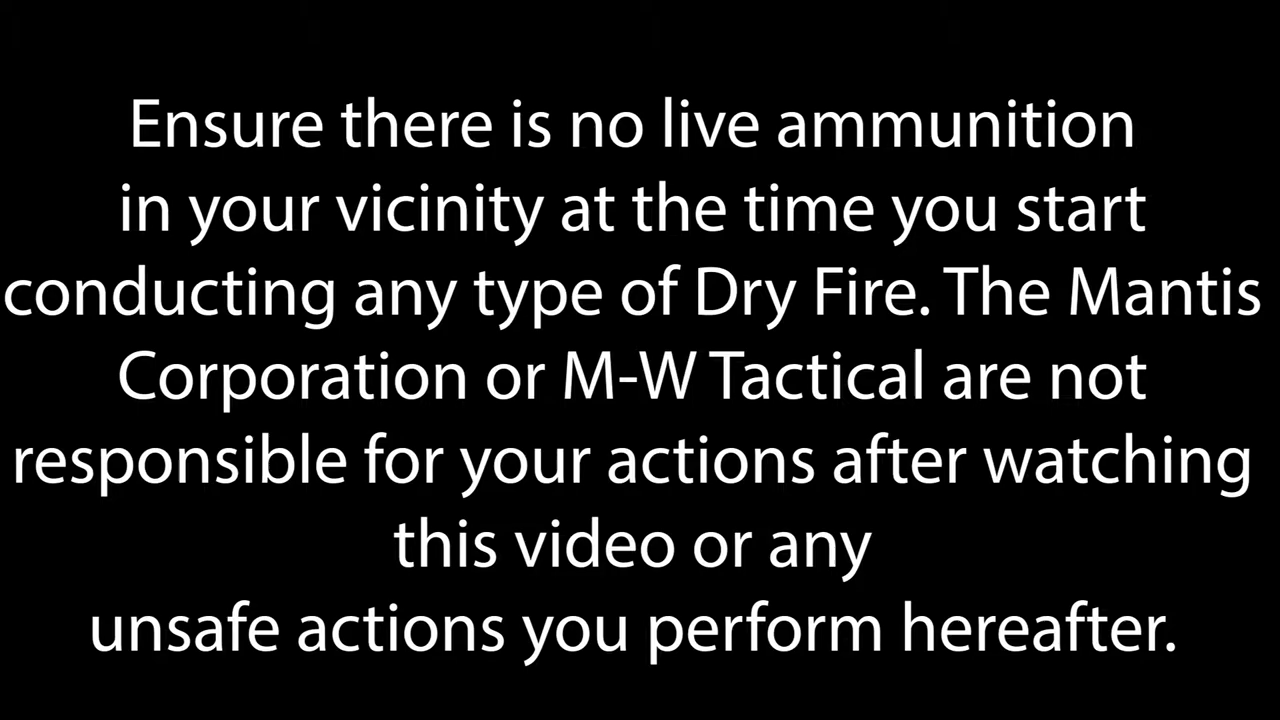 Ensure there is no live ammunition
in your vicinity at the time you start
conducting any type of Dry Fire. The Mantis
Corporation or M-W Tactical are not
responsible for your actions after watching
this video or any
unsafe actions you perform hereafter.